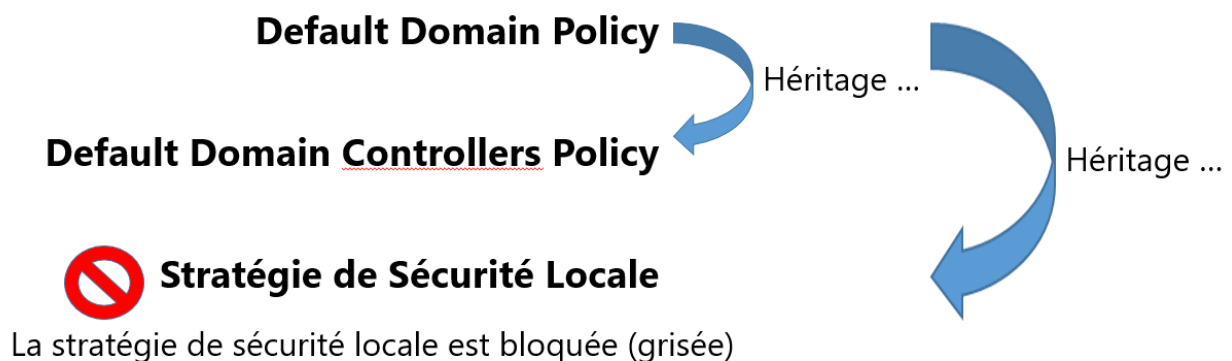 Default Domain Policy
Héritage ...
Default Domain Controllers Policy
Héritage ...
Stratégie de Sécurité Locale
La stratégie de sécurité locale est bloquée (grisée)